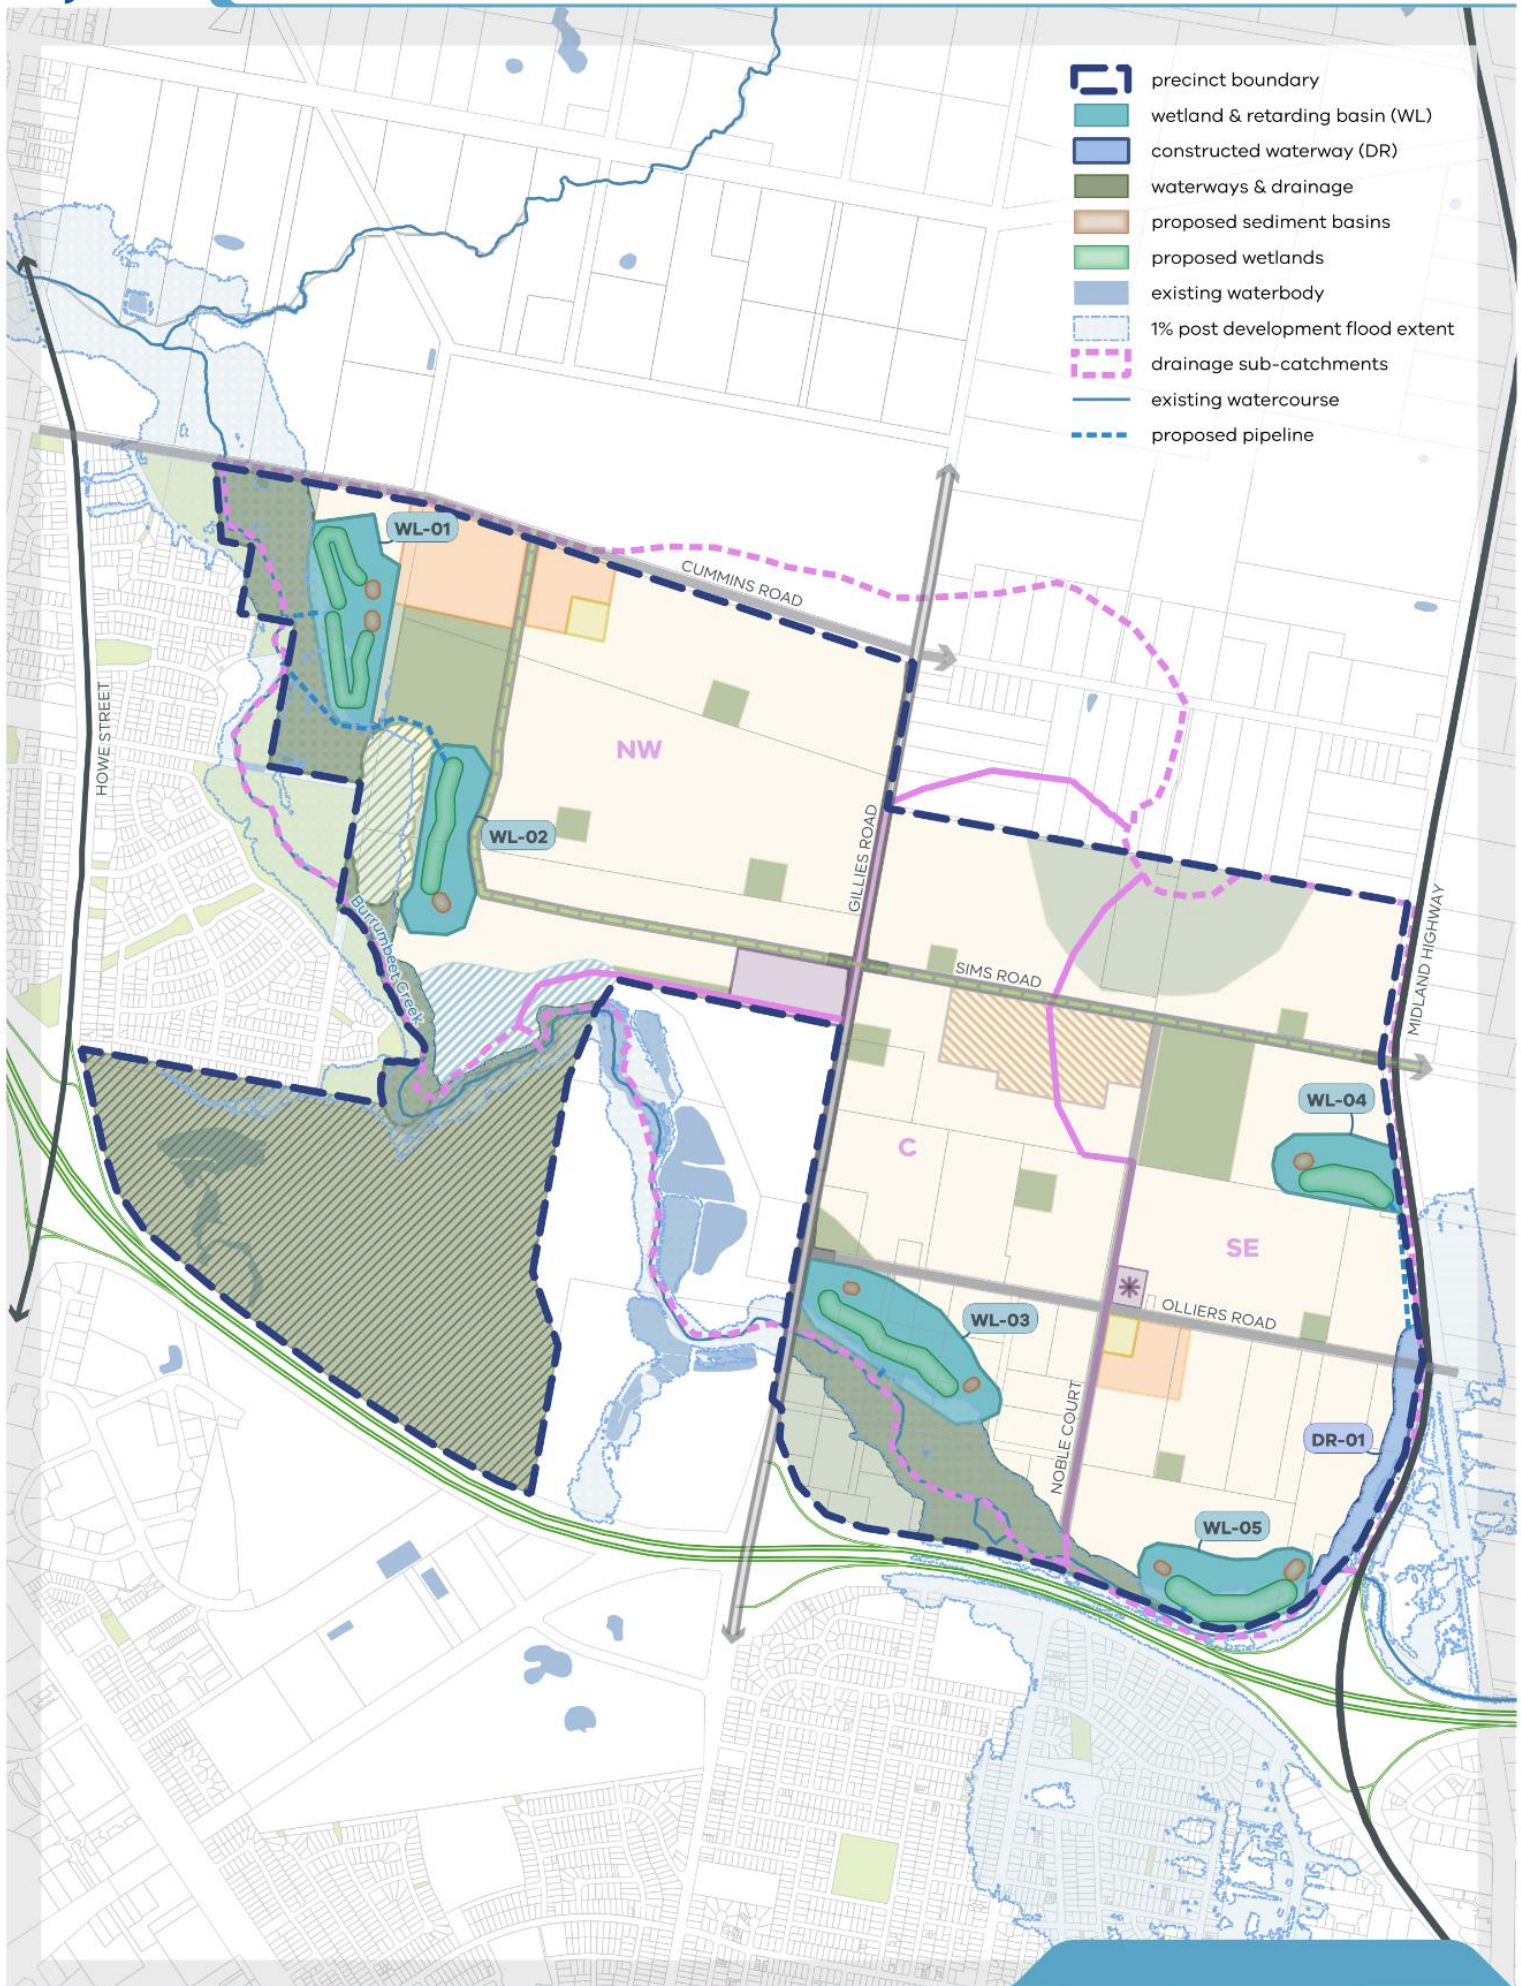 precinct boundary
wetland & retarding basin (WL)
constructed waterway (DR)
waterways & drainage
proposed sediment basins
proposed wetlands
existing waterbody
1% post development flood extent
drainage sub-catchments
existing watercourse
proposed pipeline
WL-01
CUMMINS ROAD
HOWE STREET
NW
WL-02
GILLIES ROAD
Burrumbeet Creek
SIMS ROAD
MIDLAND HIGHWAY
WL-04
C
SE
OLLIERS ROAD
WL-03
NOBLE COURT
DR-01
WL-05